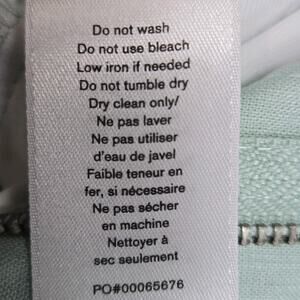 Do not wash
Do not use bleach
Low iron if needed
Do not tumble dry
Dry clean only/
Ne pas laver
Ne pas utiliser
d'eau de javel
Faible teneur en
fer, si nécessaire
Ne pas sécher
en machine
Nettoyer à
sec seulement
PO#00065676